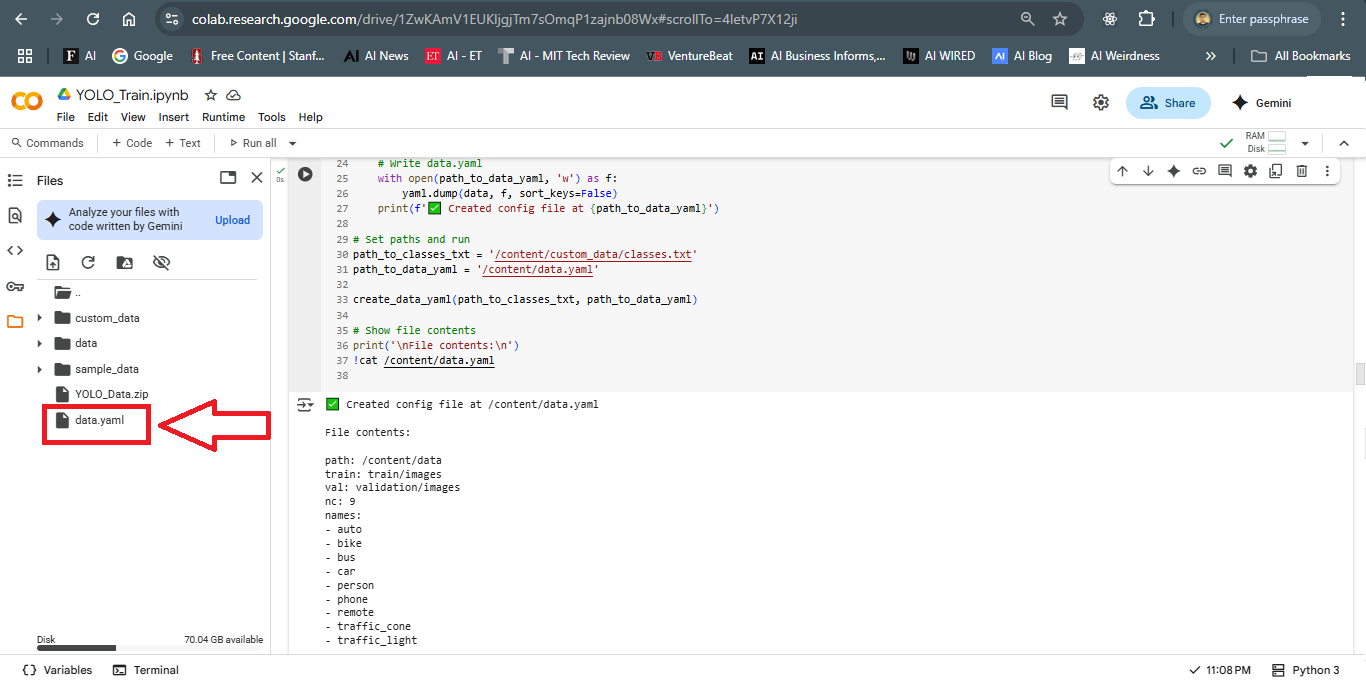 colab.research.google.com/drive/1ZwKAmV1EUKljgjTm7sOmqP1zajnb08Wx#scrollTo=4letvP7X12ji
Enter passphrase
F AI
Google
Free Content | Stanf...
AI AI News
ET AI - ET
AI - MIT Tech Review
VB VentureBeat
AI AI Business Informs,...
AI WIRED
AI AI Blog
AI Weirdness
»
All Bookmarks
CO
YOLO_Train.ipynb
File Edit View Insert Runtime Tools Help
Share
Gemini
Commands
+ Code + Text
Run all
RAM
Disk
Files
Analyze your files with
code written by Gemini
Upload
..
custom_data
data
sample_data
YOLO_Data.zip
data.yaml
Disk
70.04 GB available
0s
24 # Write data.yaml
25 with open(path_to_data_yaml, 'w') as f:
26 yaml.dump(data, f, sort_keys=False)
27 print(f'✅ Created config file at {path_to_data_yaml}')
28
29 # Set paths and run
30 path_to_classes_txt = '/content/custom_data/classes.txt'
31 path_to_data_yaml = '/content/data.yaml'
32
33 create_data_yaml(path_to_classes_txt, path_to_data_yaml)
34
35 # Show file contents
36 print('\nFile contents:\n')
37 !cat /content/data.yaml
38
✅ Created config file at /content/data.yaml
File contents:
path: /content/data
train: train/images
val: validation/images
nc: 9
names:
- auto
- bike
- bus
- car
- person
- phone
- remote
- traffic_cone
- traffic_light
Variables
Terminal
11:08 PM
Python 3